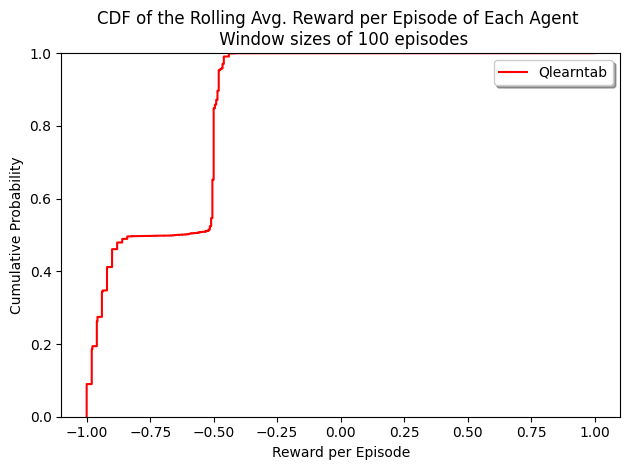 CDF of the Rolling Avg. Reward per Episode of Each Agent
Window sizes of 100 episodes
Qlearntab
Cumulative Probability
1.0
0.8
0.6
0.4
0.2
0.0
−1.00 −0.75 −0.50 −0.25 0.00 0.25 0.50 0.75 1.00
Reward per Episode